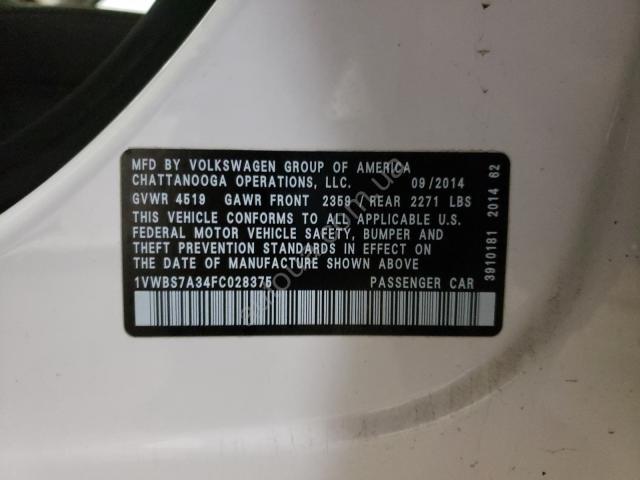 MFD BY VOLKSWAGEN GROUP OF AMERICA
CHATTANOOGA OPERATIONS, LLC. 09/2014
GVWR 4519 GAWR FRONT 2359 REAR 2271 LBS
THIS VEHICLE CONFORMS TO ALL APPLICABLE U.S.
FEDERAL MOTOR VEHICLE SAFETY, BUMPER AND
THEFT PREVENTION STANDARDS IN EFFECT ON
THE DATE OF MANUFACTURE SHOWN ABOVE
1VWBS7A34FC028375 PASSENGER CAR
3910181 2014 62